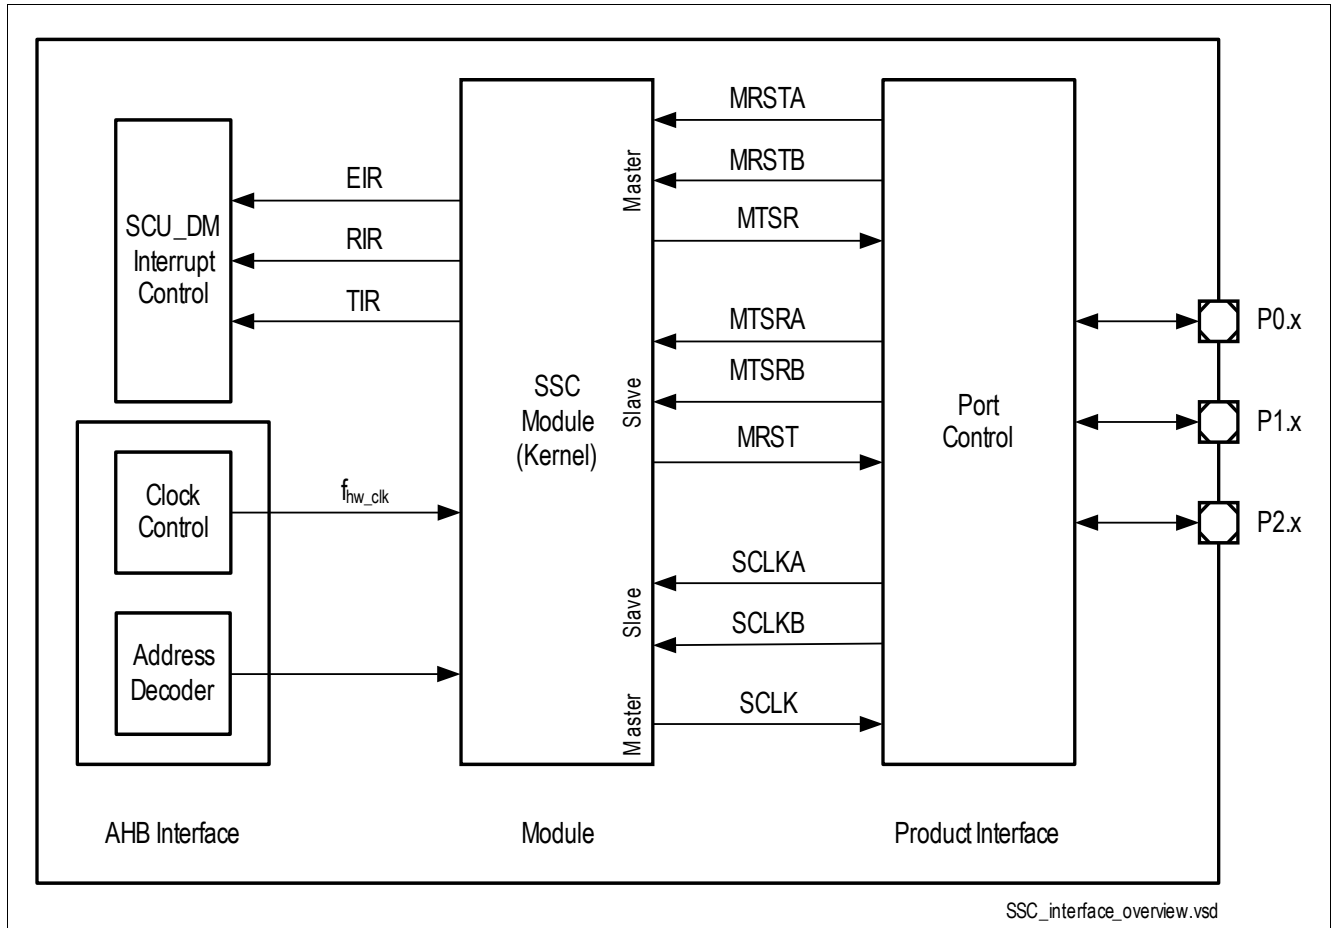 MRSTA
MRSTB
MTSR
Master
EIR
RIR
TIR
SCU_DM
Interrupt
Control
MTSRA
MTSRB
MRST
Slave
SSC
Module
(Kernel)
Port
Control
P0.x
P1.x
P2.x
Clock
Control
fhw_clk
Address
Decoder
SCLKA
SCLKB
Slave
SCLK
Master
AHB Interface
Module
Product Interface
SSC_interface_overview.vsd